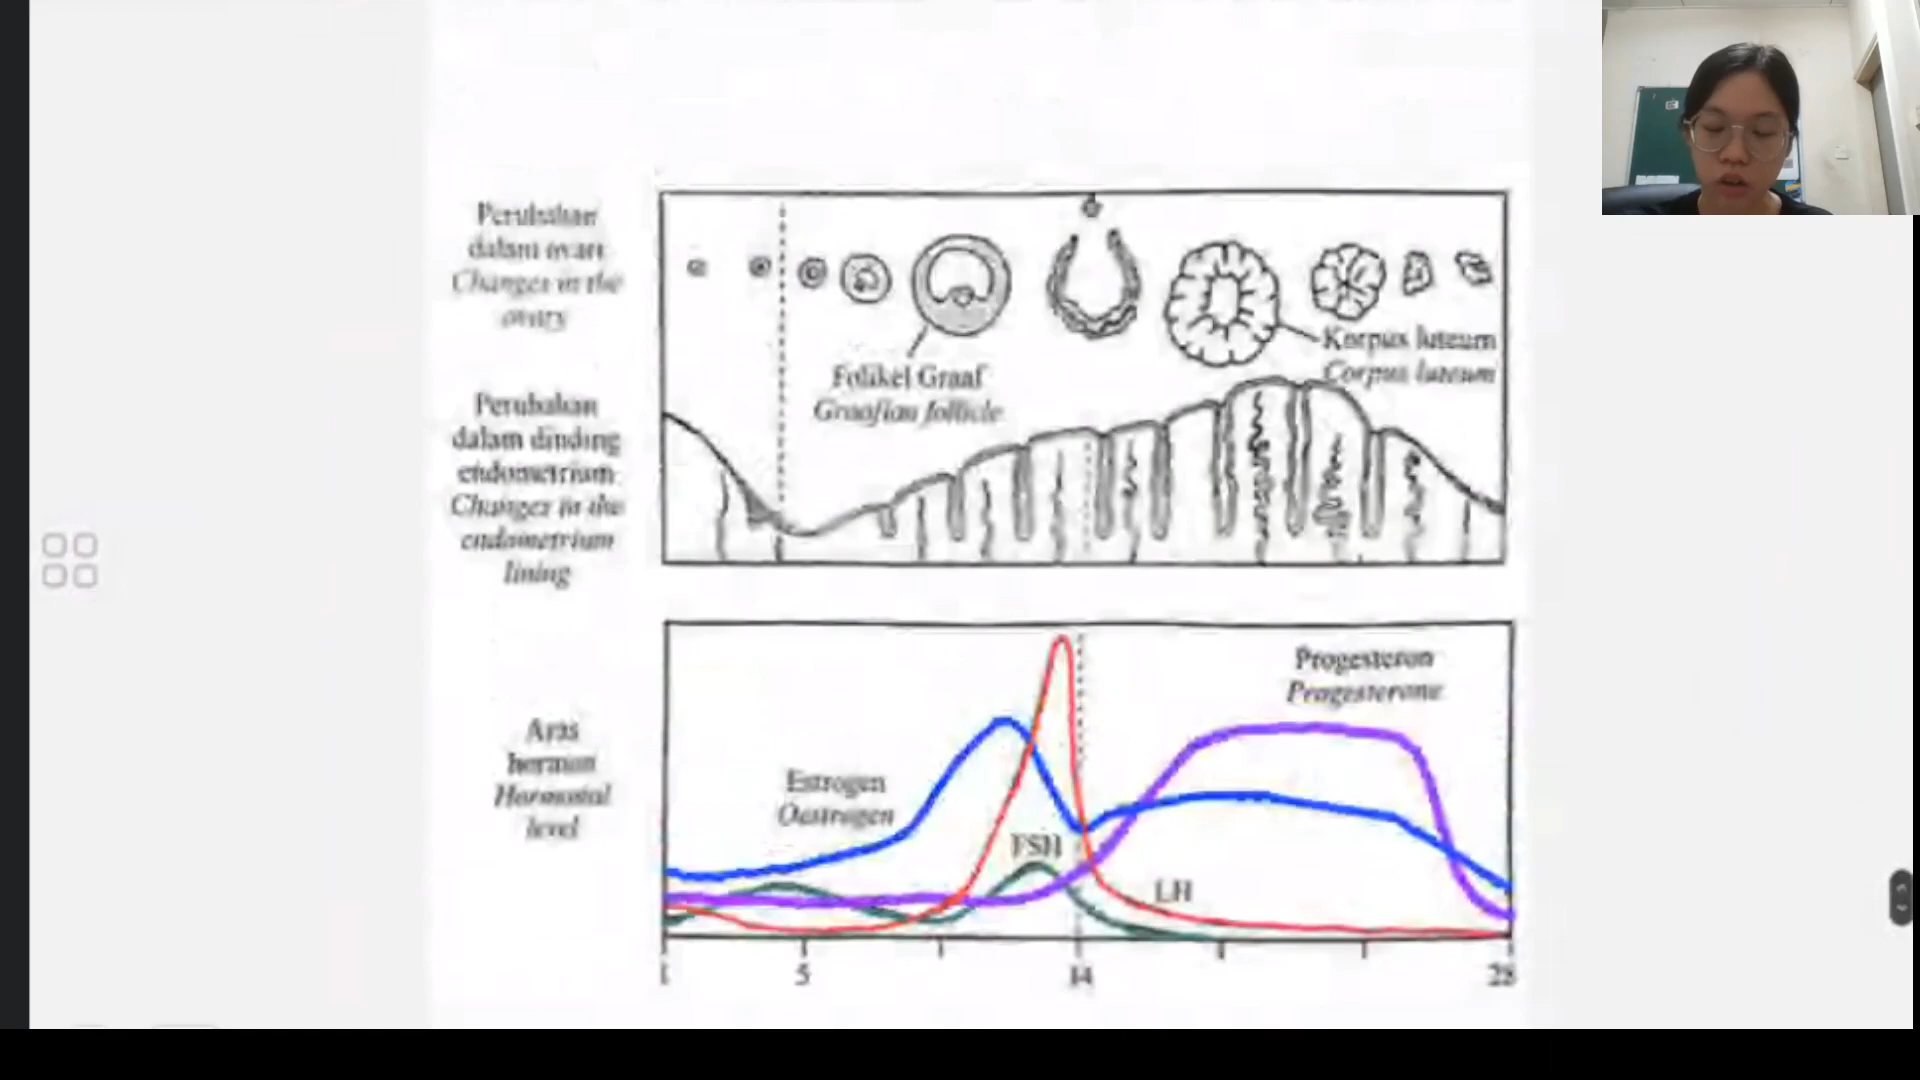 Perubahan
dalam ovari
Changes in the
ovary
Folikel Graaf
Graafian follicle
Korpus luteum
Corpus luteum
Perubahan
dalam dinding
endometrium
Changes in the
endometrium
lining
Aras
hormon
Hormonal
level
Estrogen
Oestrogen
FSH
LH
Progesteron
Progesterone
1
5
14
28